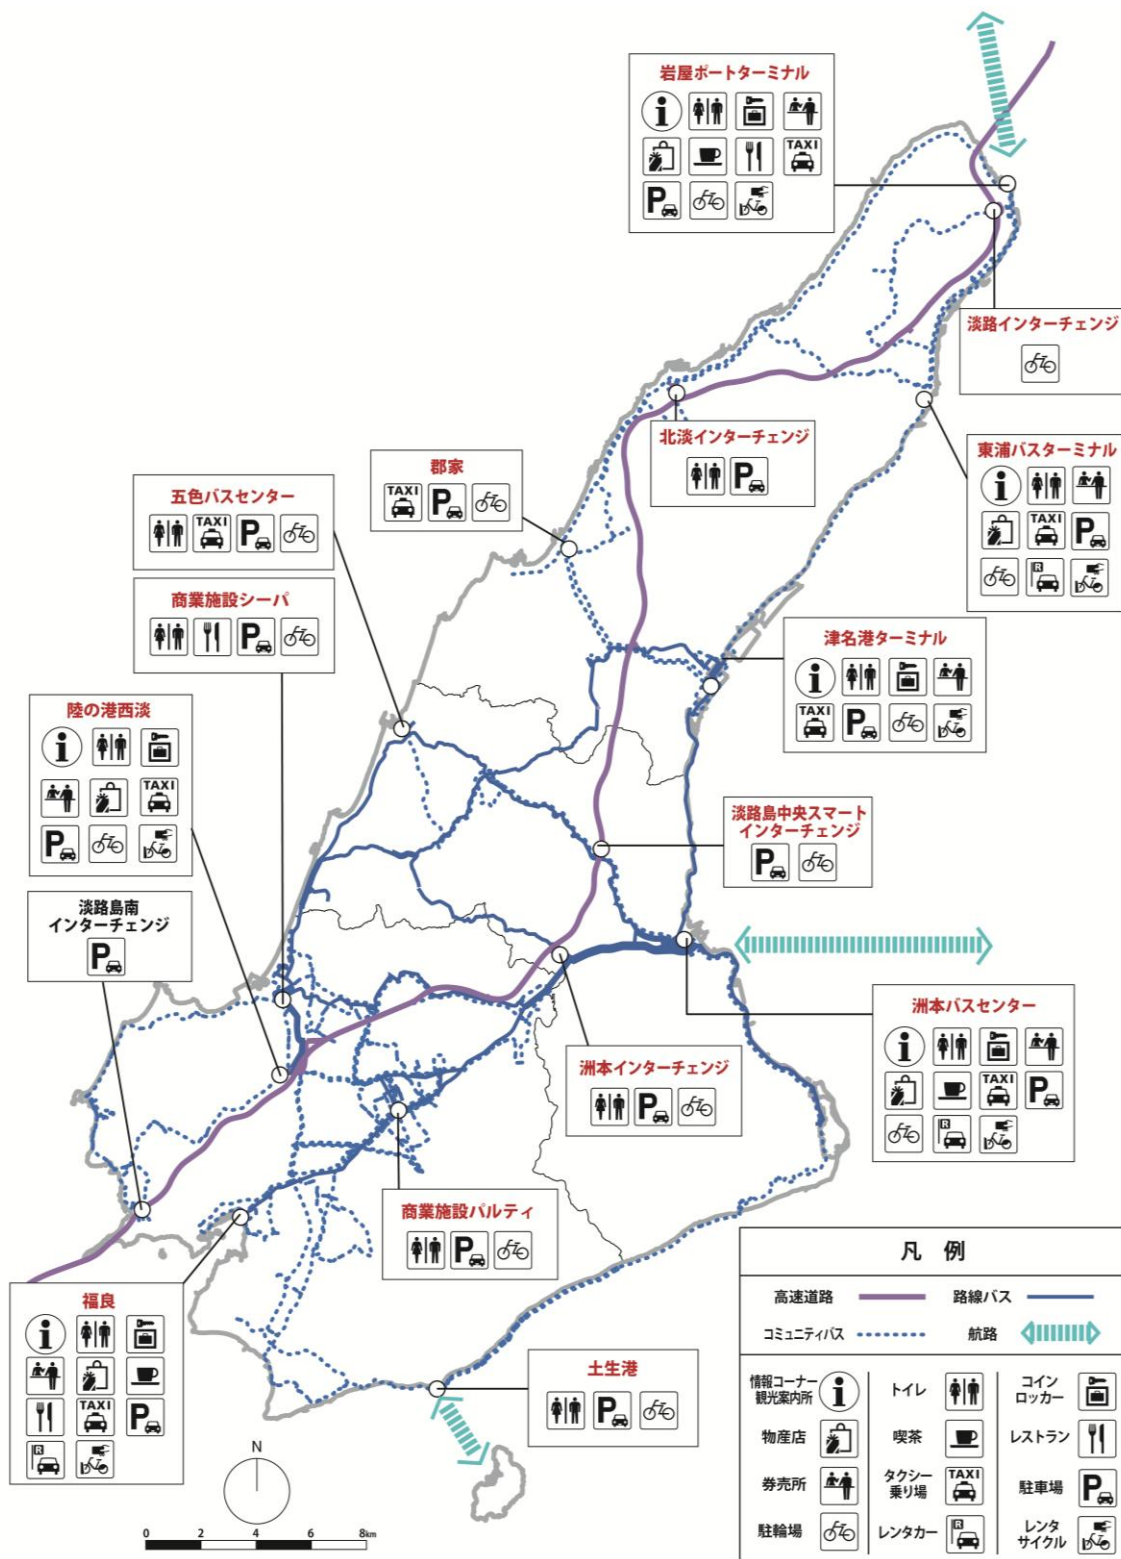 岩屋ポートターミナル
i
TAXI
P
淡路インターチェンジ
北淡インターチェンジ
P
東浦バスターミナル
i
TAXI
P
R
郡家
TAXI
P
五色バスセンター
TAXI
P
商業施設シーパ
P
津名港ターミナル
i
TAXI
P
陸の港西淡
i
TAXI
P
淡路島中央スマート
インターチェンジ
P
淡路島南
インターチェンジ
P
洲本バスセンター
i
TAXI
P
R
洲本インターチェンジ
P
商業施設パルティ
P
福良
i
TAXI
P
R
土生港
P
N
0 2 4 6 8km
凡 例
高速道路 路線バス
コミュニティバス 航路
情報コーナー
観光案内所
i
トイレ
コイン
ロッカー
物産店
喫茶
レストラン
券売所
タクシー
乗り場
TAXI
駐車場
P
駐輪場
レンタカー
R
レンタ
サイクル